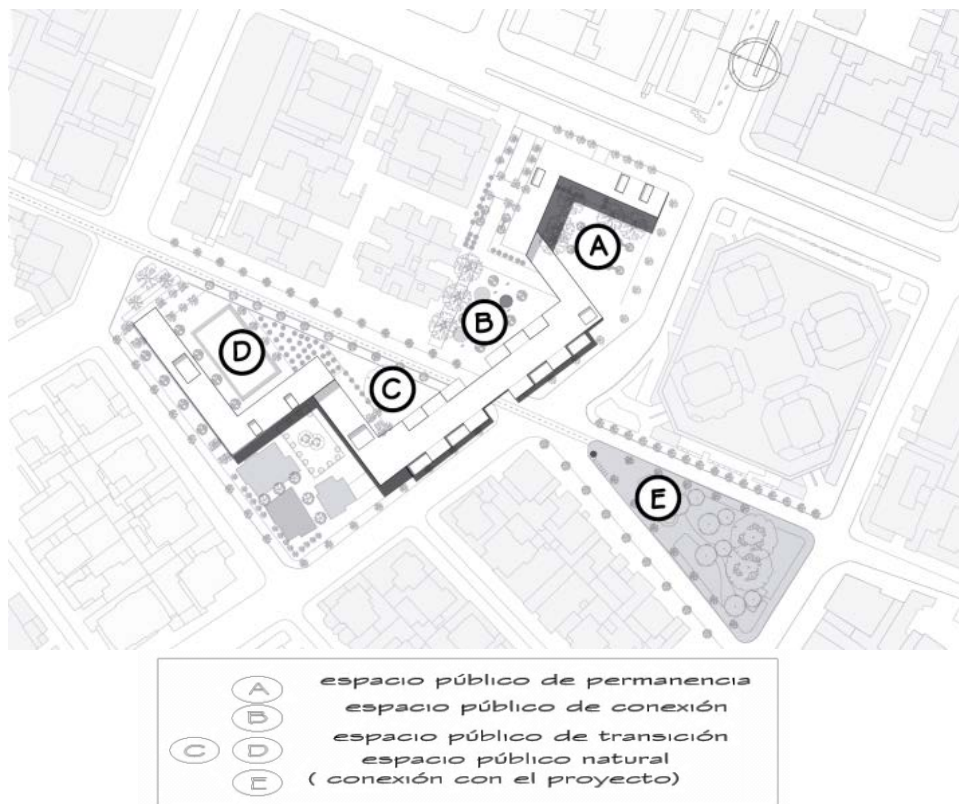 A
B
D
C
E
A espacio público de permanencia
B espacio público de conexión
C D espacio público de transición
espacio público natural
E ( conexión con el proyecto)